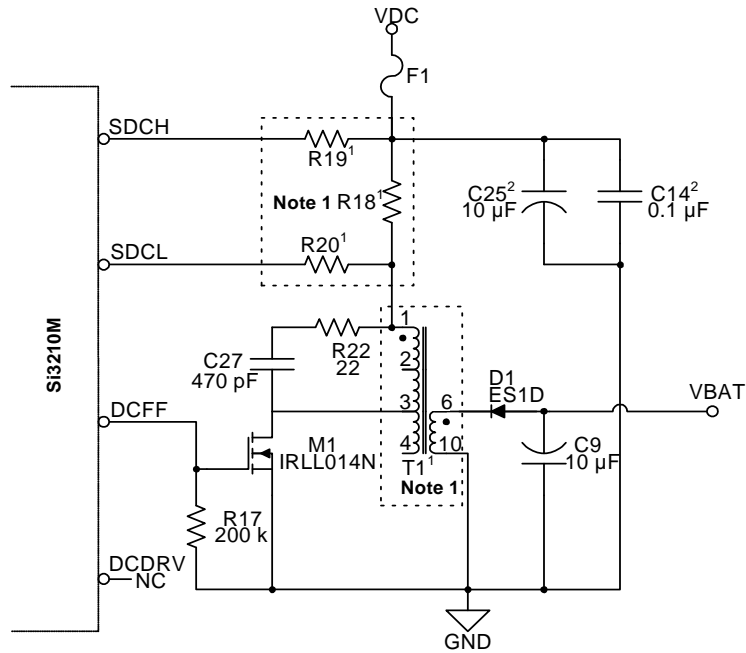 VDC
F1
SDCH
R19¹
Note 1 R18¹
C25²
10 µF
C14²
0.1 µF
R20¹
SDCL
Si3210M
1
R22
22
C27
470 pF
2
D1
ES1D
VBAT
3
6
DCFF
M1
IRLL014N
4
10
T1¹
Note 1
C9
10 µF
R17
200 k
DCDRV
NC
GND